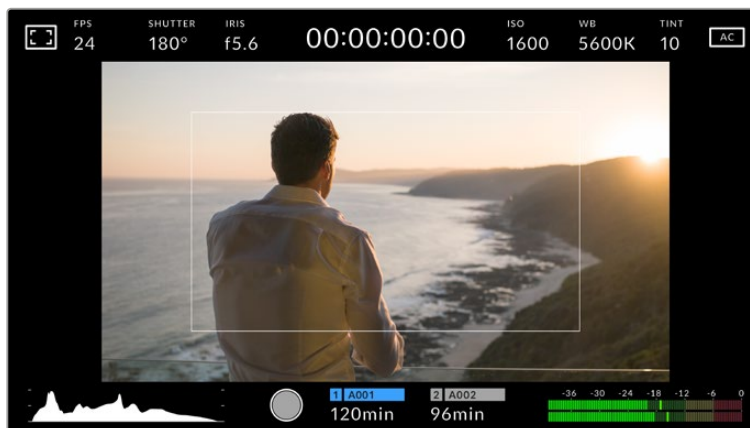 FPS SHUTTER IRIS ISO WB TINT
24 180° f5.6 00:00:00:00 1600 5600K 10 AC
1 A001 2 A002
120min 96min
-36 -30 -24 -18 -12 -6 0